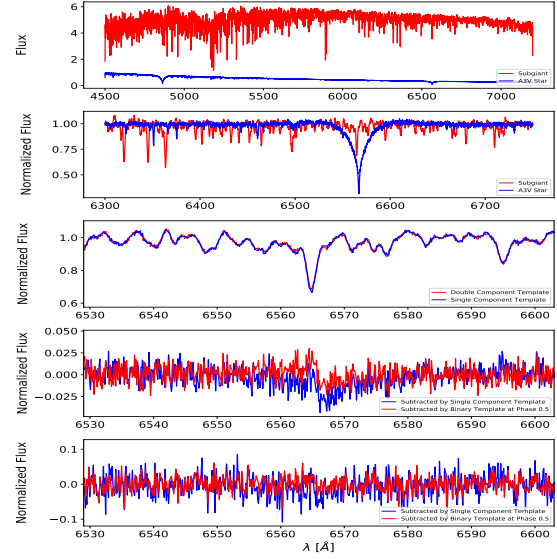 Flux
6
4
2
0
Subgiant
A3V Star
4500 5000 5500 6000 6500 7000
Normalized Flux
1.00
0.75
0.50
Subgiant
A3V Star
6300 6400 6500 6600 6700
Normalized Flux
1.0
0.8
0.6
Double Component Template
Single Component Template
6530 6540 6550 6560 6570 6580 6590 6600
Normalized Flux
0.050
0.025
0.000
−0.025
Subtracted by Single Component Template
Subtracted by Binary Template at Phase 0.5
6530 6540 6550 6560 6570 6580 6590 6600
Normalized Flux
0.1
0.0
−0.1
Subtracted by Single Component Template
Subtracted by Binary Template at Phase 0.5
6530 6540 6550 6560 6570 6580 6590 6600
λ [Å]